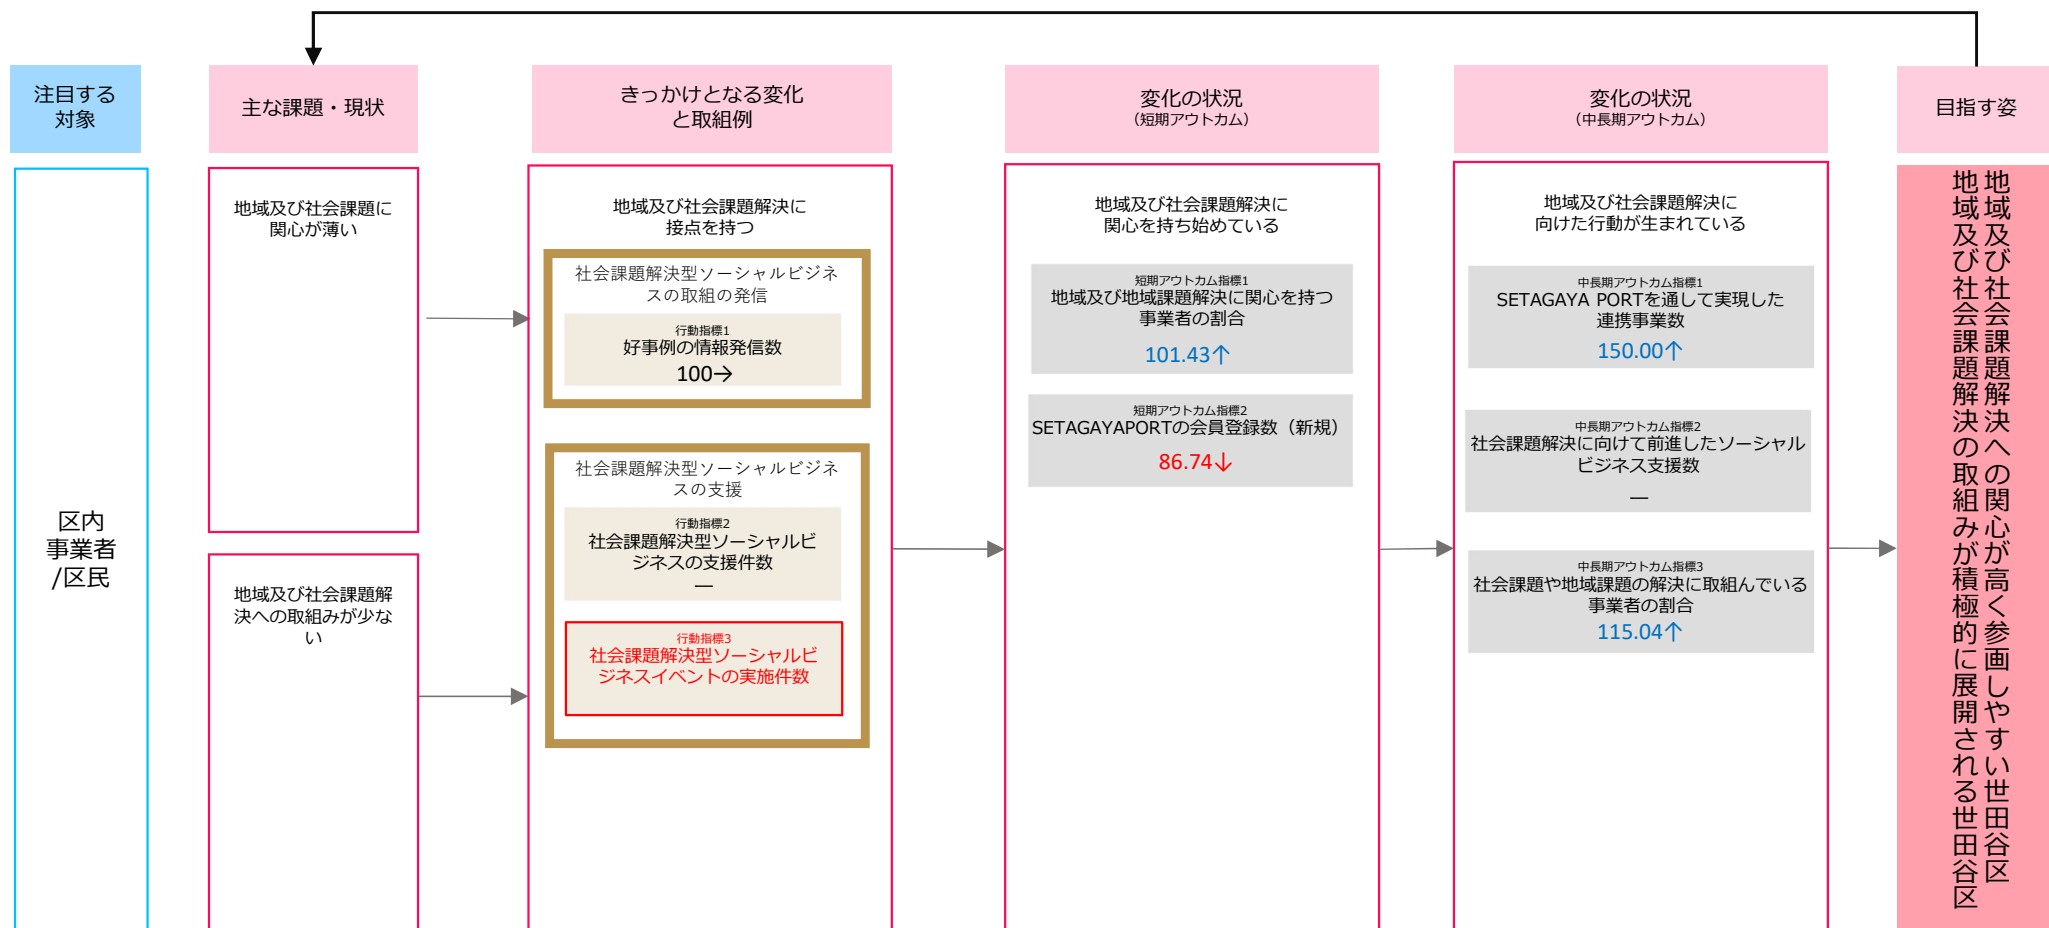 注目する
対象
主な課題・現状
きっかけとなる変化
と取組例
変化の状況
（短期アウトカム）
変化の状況
（中長期アウトカム）
目指す姿
区内
事業者
/区民
地域及び社会課題に
関心が薄い
地域及び社会課題解
決への取組みが少な
い
地域及び社会課題解決に
接点を持つ
社会課題解決型ソーシャルビジネ
スの取組の発信
行動指標1
好事例の情報発信数
100→
社会課題解決型ソーシャルビジネ
スの支援
行動指標2
社会課題解決型ソーシャルビ
ジネスの支援件数
―
行動指標3
社会課題解決型ソーシャルビ
ジネスイベントの実施件数
地域及び社会課題解決に
関心を持ち始めている
短期アウトカム指標1
地域及び地域課題解決に関心を持つ
事業者の割合
101.43↑
短期アウトカム指標2
SETAGAYAPORTの会員登録数（新規）
86.74↓
地域及び社会課題解決に
向けた行動が生まれている
中長期アウトカム指標1
SETAGAYA PORTを通して実現した
連携事業数
150.00↑
中長期アウトカム指標2
社会課題解決に向けて前進したソーシャル
ビジネス支援数
―
中長期アウトカム指標3
社会課題や地域課題の解決に取組んでいる
事業者の割合
115.04↑
地域及び社会課題解決への関心が高く参画しやすい世田谷区
地域及び社会課題解決の取組みが積極的に展開される世田谷区